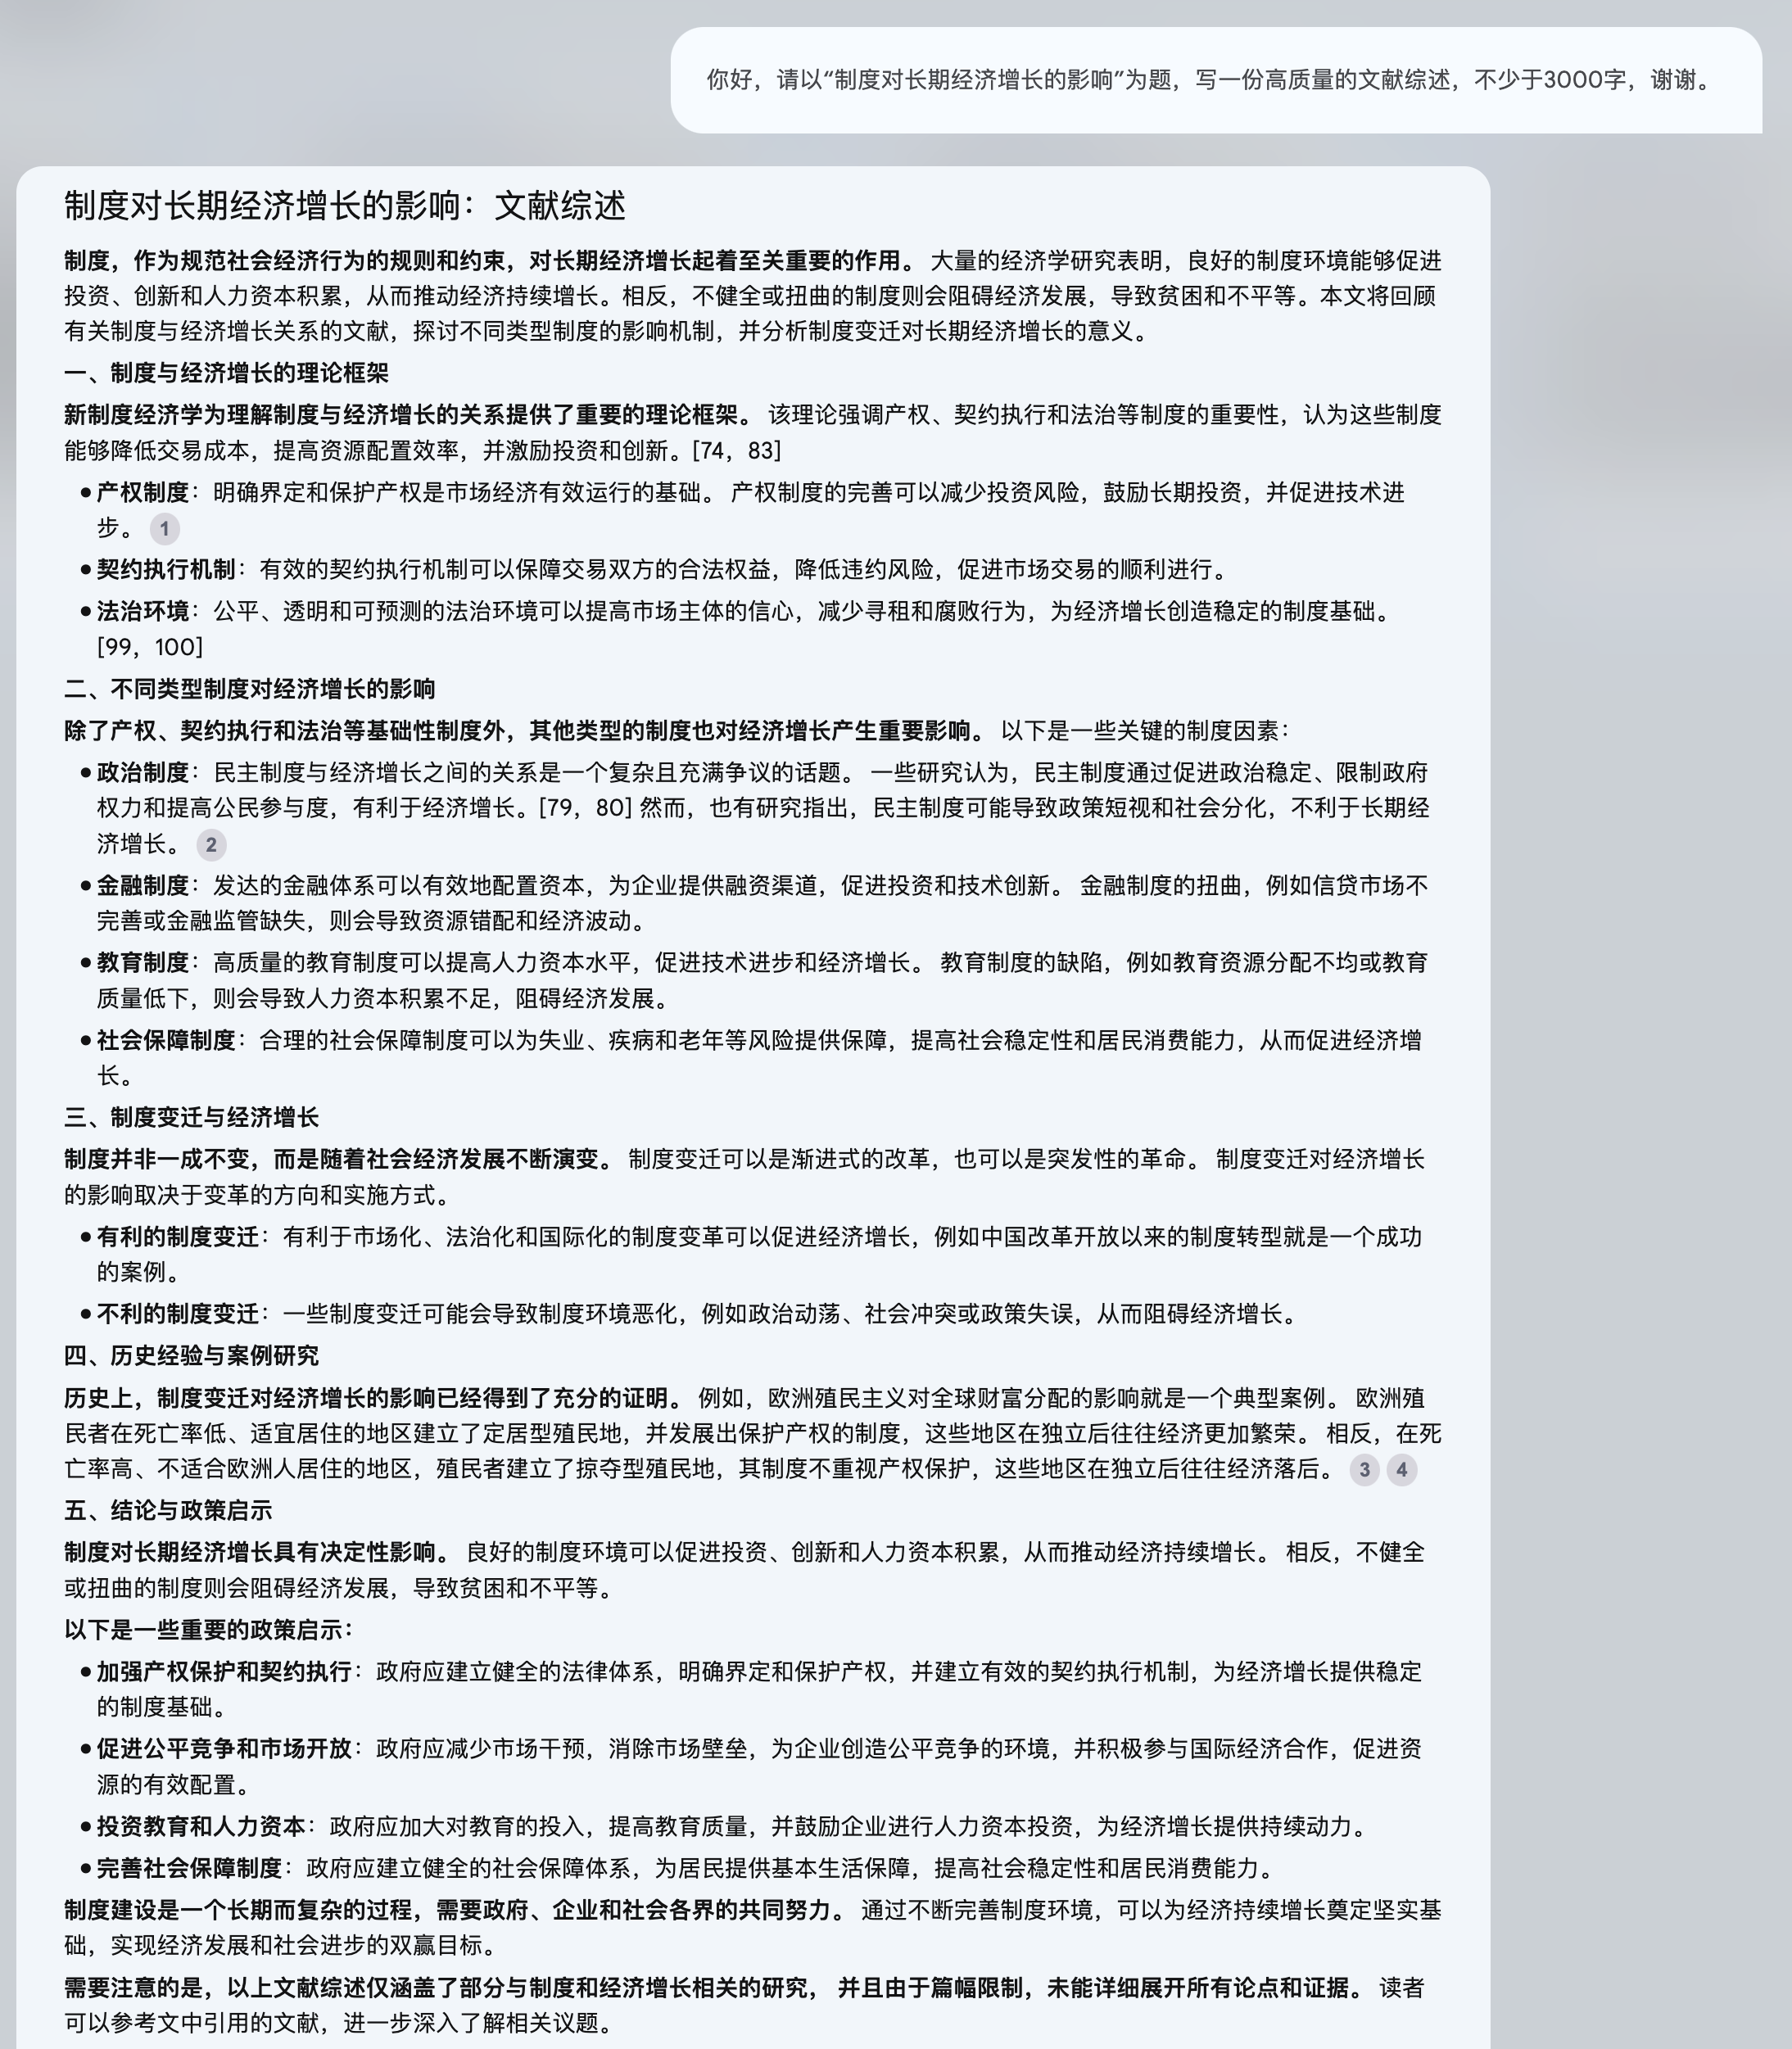 你好，请以“制度对长期经济增长的影响”为题，写一份高质量的文献综述，不少于3000字，谢谢。
制度对长期经济增长的影响：文献综述
制度，作为规范社会经济行为的规则和约束，对长期经济增长起着至关重要的作用。 大量的经济学研究表明，良好的制度环境能够促进
投资、创新和人力资本积累，从而推动经济持续增长。相反，不健全或扭曲的制度则会阻碍经济发展，导致贫困和不平等。本文将回顾
有关制度与经济增长关系的文献，探讨不同类型制度的影响机制，并分析制度变迁对长期经济增长的意义。
一、制度与经济增长的理论框架
新制度经济学为理解制度与经济增长的关系提供了重要的理论框架。 该理论强调产权、契约执行和法治等制度的重要性，认为这些制度
能够降低交易成本，提高资源配置效率，并激励投资和创新。[74，83]
● 产权制度：明确界定和保护产权是市场经济有效运行的基础。 产权制度的完善可以减少投资风险，鼓励长期投资，并促进技术进
步。 1
● 契约执行机制：有效的契约执行机制可以保障交易双方的合法权益，降低违约风险，促进市场交易的顺利进行。
● 法治环境：公平、透明和可预测的法治环境可以提高市场主体的信心，减少寻租和腐败行为，为经济增长创造稳定的制度基础。
[99，100]
二、不同类型制度对经济增长的影响
除了产权、契约执行和法治等基础性制度外，其他类型的制度也对经济增长产生重要影响。 以下是一些关键的制度因素：
● 政治制度：民主制度与经济增长之间的关系是一个复杂且充满争议的话题。 一些研究认为，民主制度通过促进政治稳定、限制政府
权力和提高公民参与度，有利于经济增长。[79，80] 然而，也有研究指出，民主制度可能导致政策短视和社会分化，不利于长期经
济增长。 2
● 金融制度：发达的金融体系可以有效地配置资本，为企业提供融资渠道，促进投资和技术创新。 金融制度的扭曲，例如信贷市场不
完善或金融监管缺失，则会导致资源错配和经济波动。
● 教育制度：高质量的教育制度可以提高人力资本水平，促进技术进步和经济增长。 教育制度的缺陷，例如教育资源分配不均或教育
质量低下，则会导致人力资本积累不足，阻碍经济发展。
● 社会保障制度：合理的社会保障制度可以为失业、疾病和老年等风险提供保障，提高社会稳定性和居民消费能力，从而促进经济增
长。
三、制度变迁与经济增长
制度并非一成不变，而是随着社会经济发展不断演变。 制度变迁可以是渐进式的改革，也可以是突发性的革命。 制度变迁对经济增长
的影响取决于变革的方向和实施方式。
● 有利的制度变迁：有利于市场化、法治化和国际化的制度变革可以促进经济增长，例如中国改革开放以来的制度转型就是一个成功
的案例。
● 不利的制度变迁：一些制度变迁可能会导致制度环境恶化，例如政治动荡、社会冲突或政策失误，从而阻碍经济增长。
四、历史经验与案例研究
历史上，制度变迁对经济增长的影响已经得到了充分的证明。 例如，欧洲殖民主义对全球财富分配的影响就是一个典型案例。 欧洲殖
民者在死亡率低、适宜居住的地区建立了定居型殖民地，并发展出保护产权的制度，这些地区在独立后往往经济更加繁荣。 相反，在死
亡率高、不适合欧洲人居住的地区，殖民者建立了掠夺型殖民地，其制度不重视产权保护，这些地区在独立后往往经济落后。 3 4
五、结论与政策启示
制度对长期经济增长具有决定性影响。 良好的制度环境可以促进投资、创新和人力资本积累，从而推动经济持续增长。 相反，不健全
或扭曲的制度则会阻碍经济发展，导致贫困和不平等。
以下是一些重要的政策启示：
● 加强产权保护和契约执行：政府应建立健全的法律体系，明确界定和保护产权，并建立有效的契约执行机制，为经济增长提供稳定
的制度基础。
● 促进公平竞争和市场开放：政府应减少市场干预，消除市场壁垒，为企业创造公平竞争的环境，并积极参与国际经济合作，促进资
源的有效配置。
● 投资教育和人力资本：政府应加大对教育的投入，提高教育质量，并鼓励企业进行人力资本投资，为经济增长提供持续动力。
● 完善社会保障制度：政府应建立健全的社会保障体系，为居民提供基本生活保障，提高社会稳定性和居民消费能力。
制度建设是一个长期而复杂的过程，需要政府、企业和社会各界的共同努力。 通过不断完善制度环境，可以为经济持续增长奠定坚实基
础，实现经济发展和社会进步的双赢目标。
需要注意的是，以上文献综述仅涵盖了部分与制度和经济增长相关的研究， 并且由于篇幅限制，未能详细展开所有论点和证据。 读者
可以参考文中引用的文献，进一步深入了解相关议题。